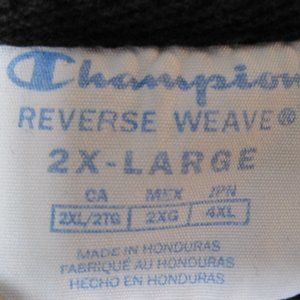 Champion
REVERSE WEAVE®
2X-LARGE
CA MEX JPN
2XL/2TG 2XG 4XL
MADE IN HONDURAS
FABRIQUÉ AU HONDURAS
HECHO EN HONDURAS